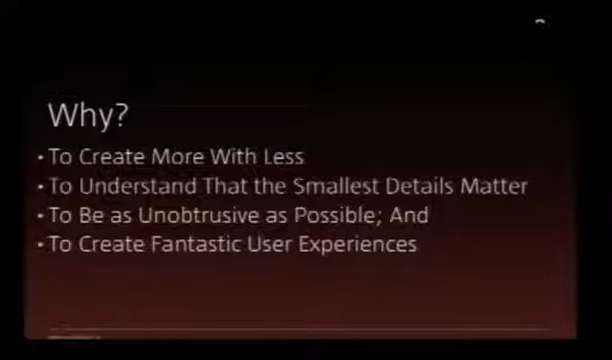 Why?
• To Create More With Less
• To Understand That the Smallest Details Matter
• To Be as Unobtrusive as Possible; And
• To Create Fantastic User Experiences